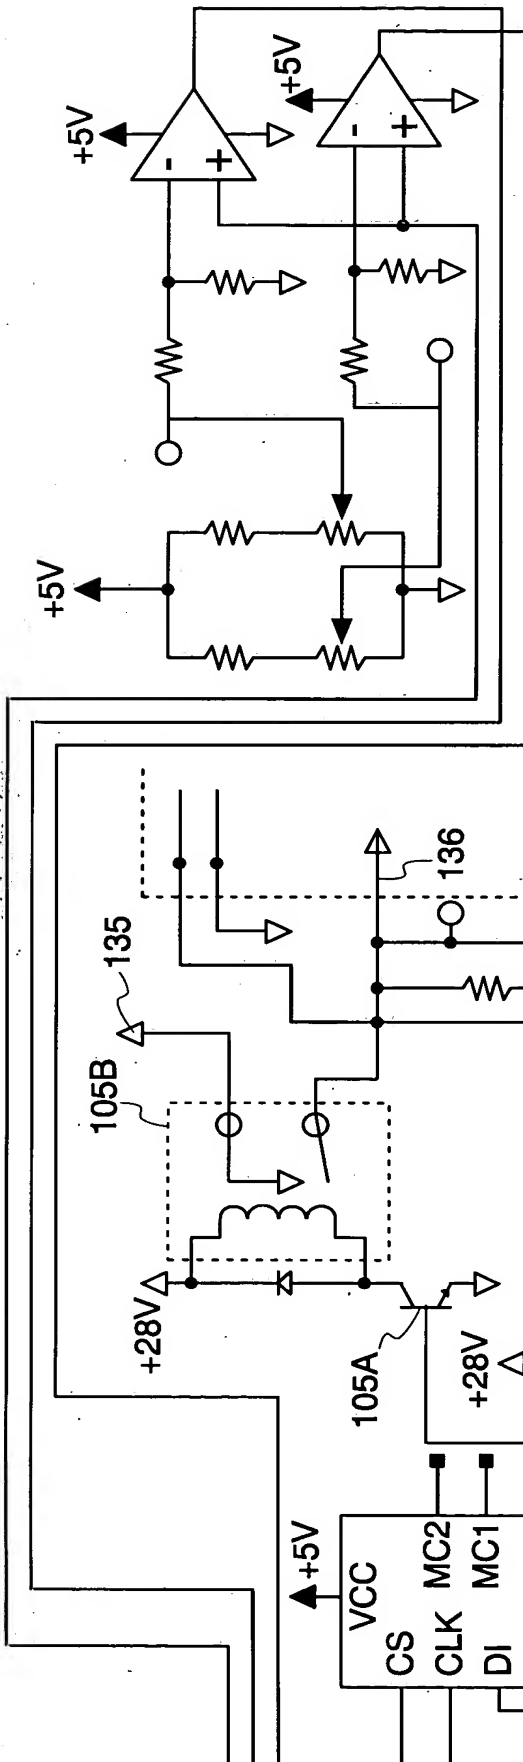 +5V
+5V
-
+
-
+
+5V
136
135
105B
+28V
105A
+28V
+5V
VCC
MC2
MC1
CS
CLK
DI